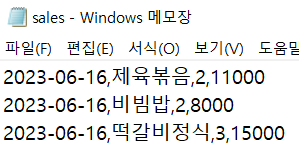 sales - Windows 메모장
파일(F) 편집(E) 서식(O) 보기(V) 도움말
2023-06-16,제육볶음,2,11000
2023-06-16,비빔밥,2,8000
2023-06-16,떡갈비정식,3,15000